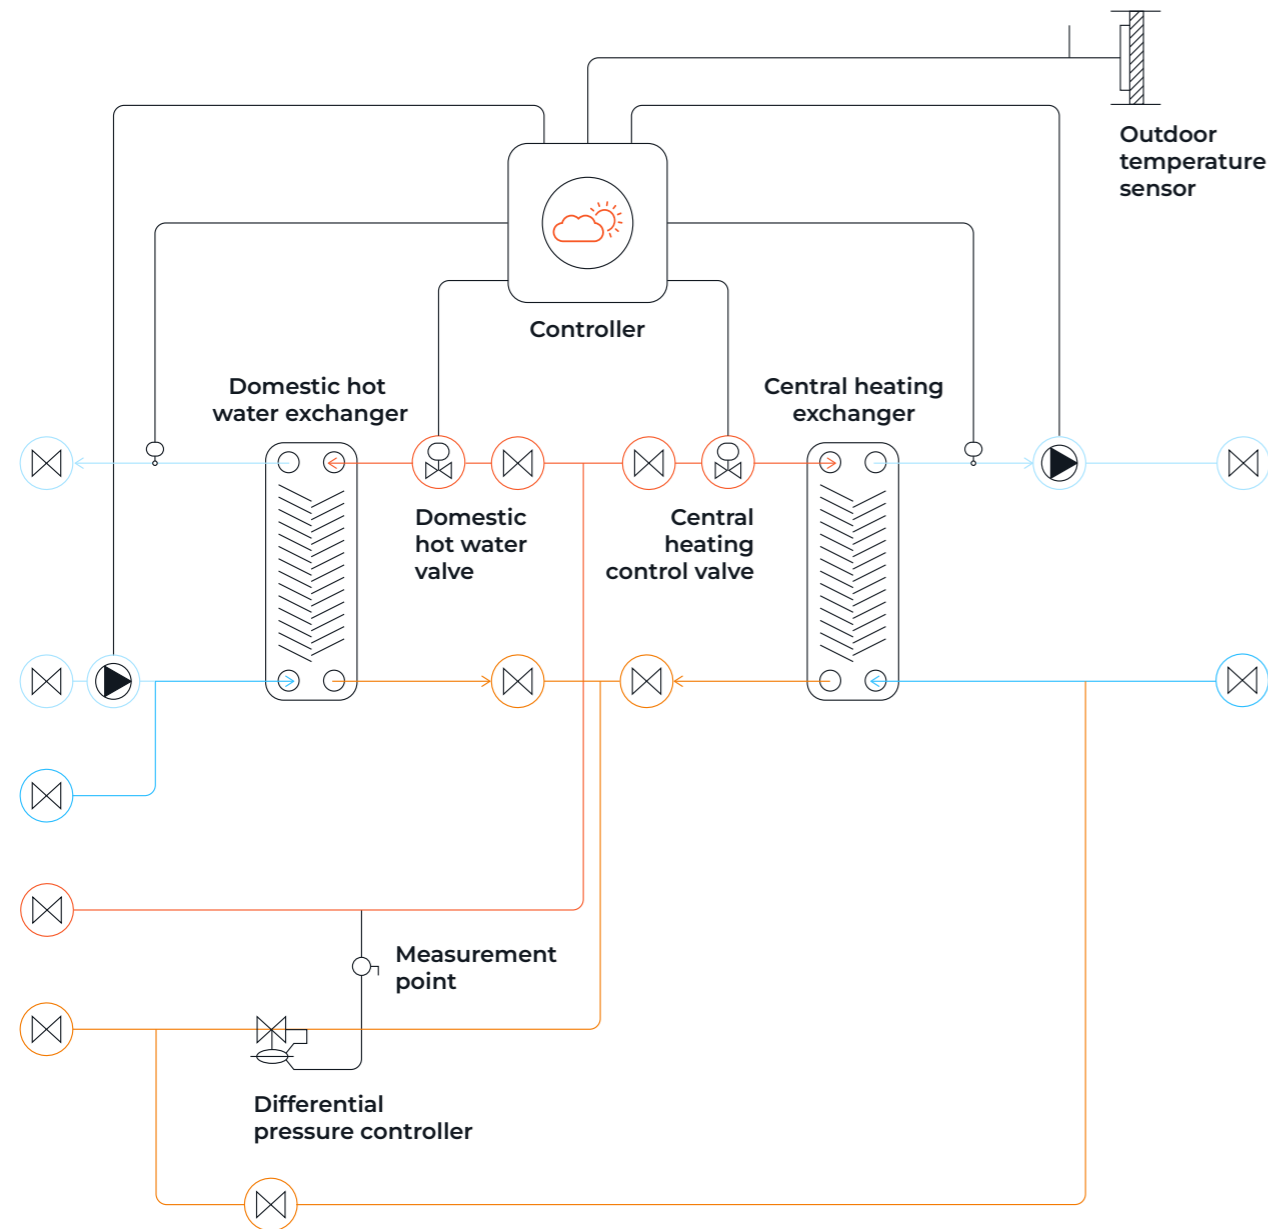 Outdoor
temperature
sensor
Controller
Domestic hot
water exchanger
Central heating
exchanger
Domestic
hot water
valve
Central
heating
control valve
Measurement
point
Differential
pressure controller